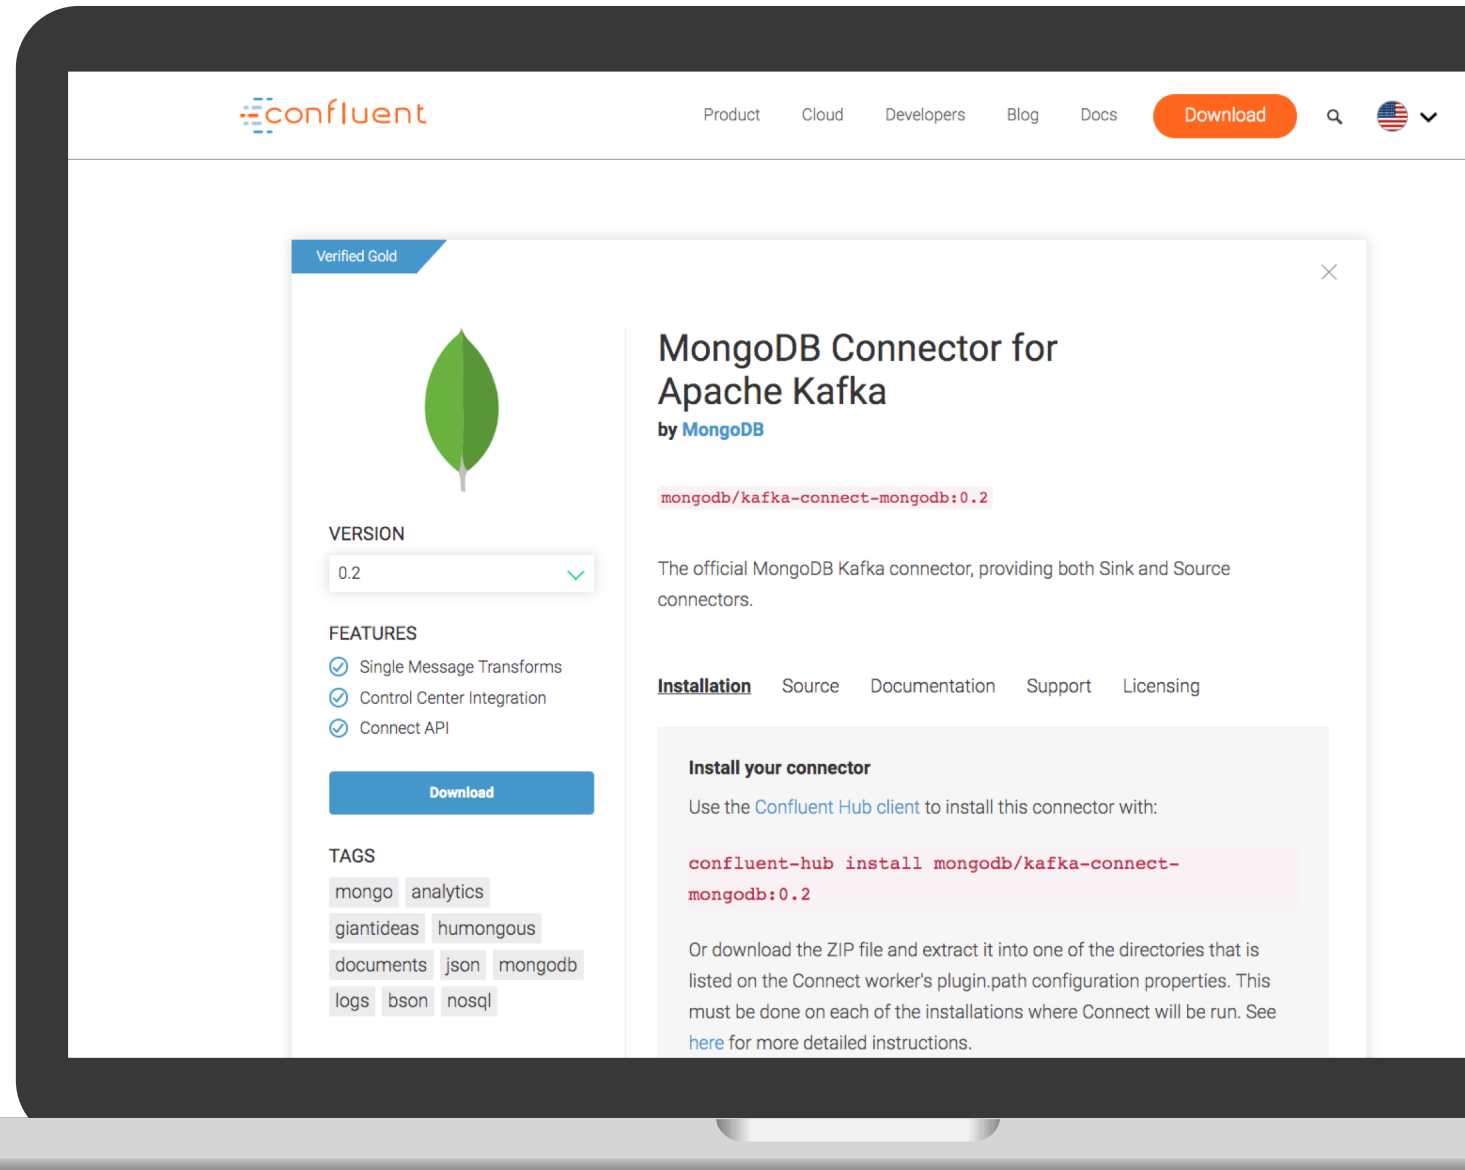 confluent
Product Cloud Developers Blog Docs Download
Verified Gold
MongoDB Connector for
Apache Kafka
by MongoDB
mongodb/kafka-connect-mongodb:0.2
VERSION
0.2
The official MongoDB Kafka connector, providing both Sink and Source
connectors.
FEATURES
Single Message Transforms
Control Center Integration
Connect API
Download
TAGS
mongo analytics
giantideas humongous
documents json mongodb
logs bson nosql
Installation Source Documentation Support Licensing
Install your connector
Use the Confluent Hub client to install this connector with:
confluent-hub install mongodb/kafka-connect-
mongodb:0.2
Or download the ZIP file and extract it into one of the directories that is
listed on the Connect worker's plugin.path configuration properties. This
must be done on each of the installations where Connect will be run. See
here for more detailed instructions.